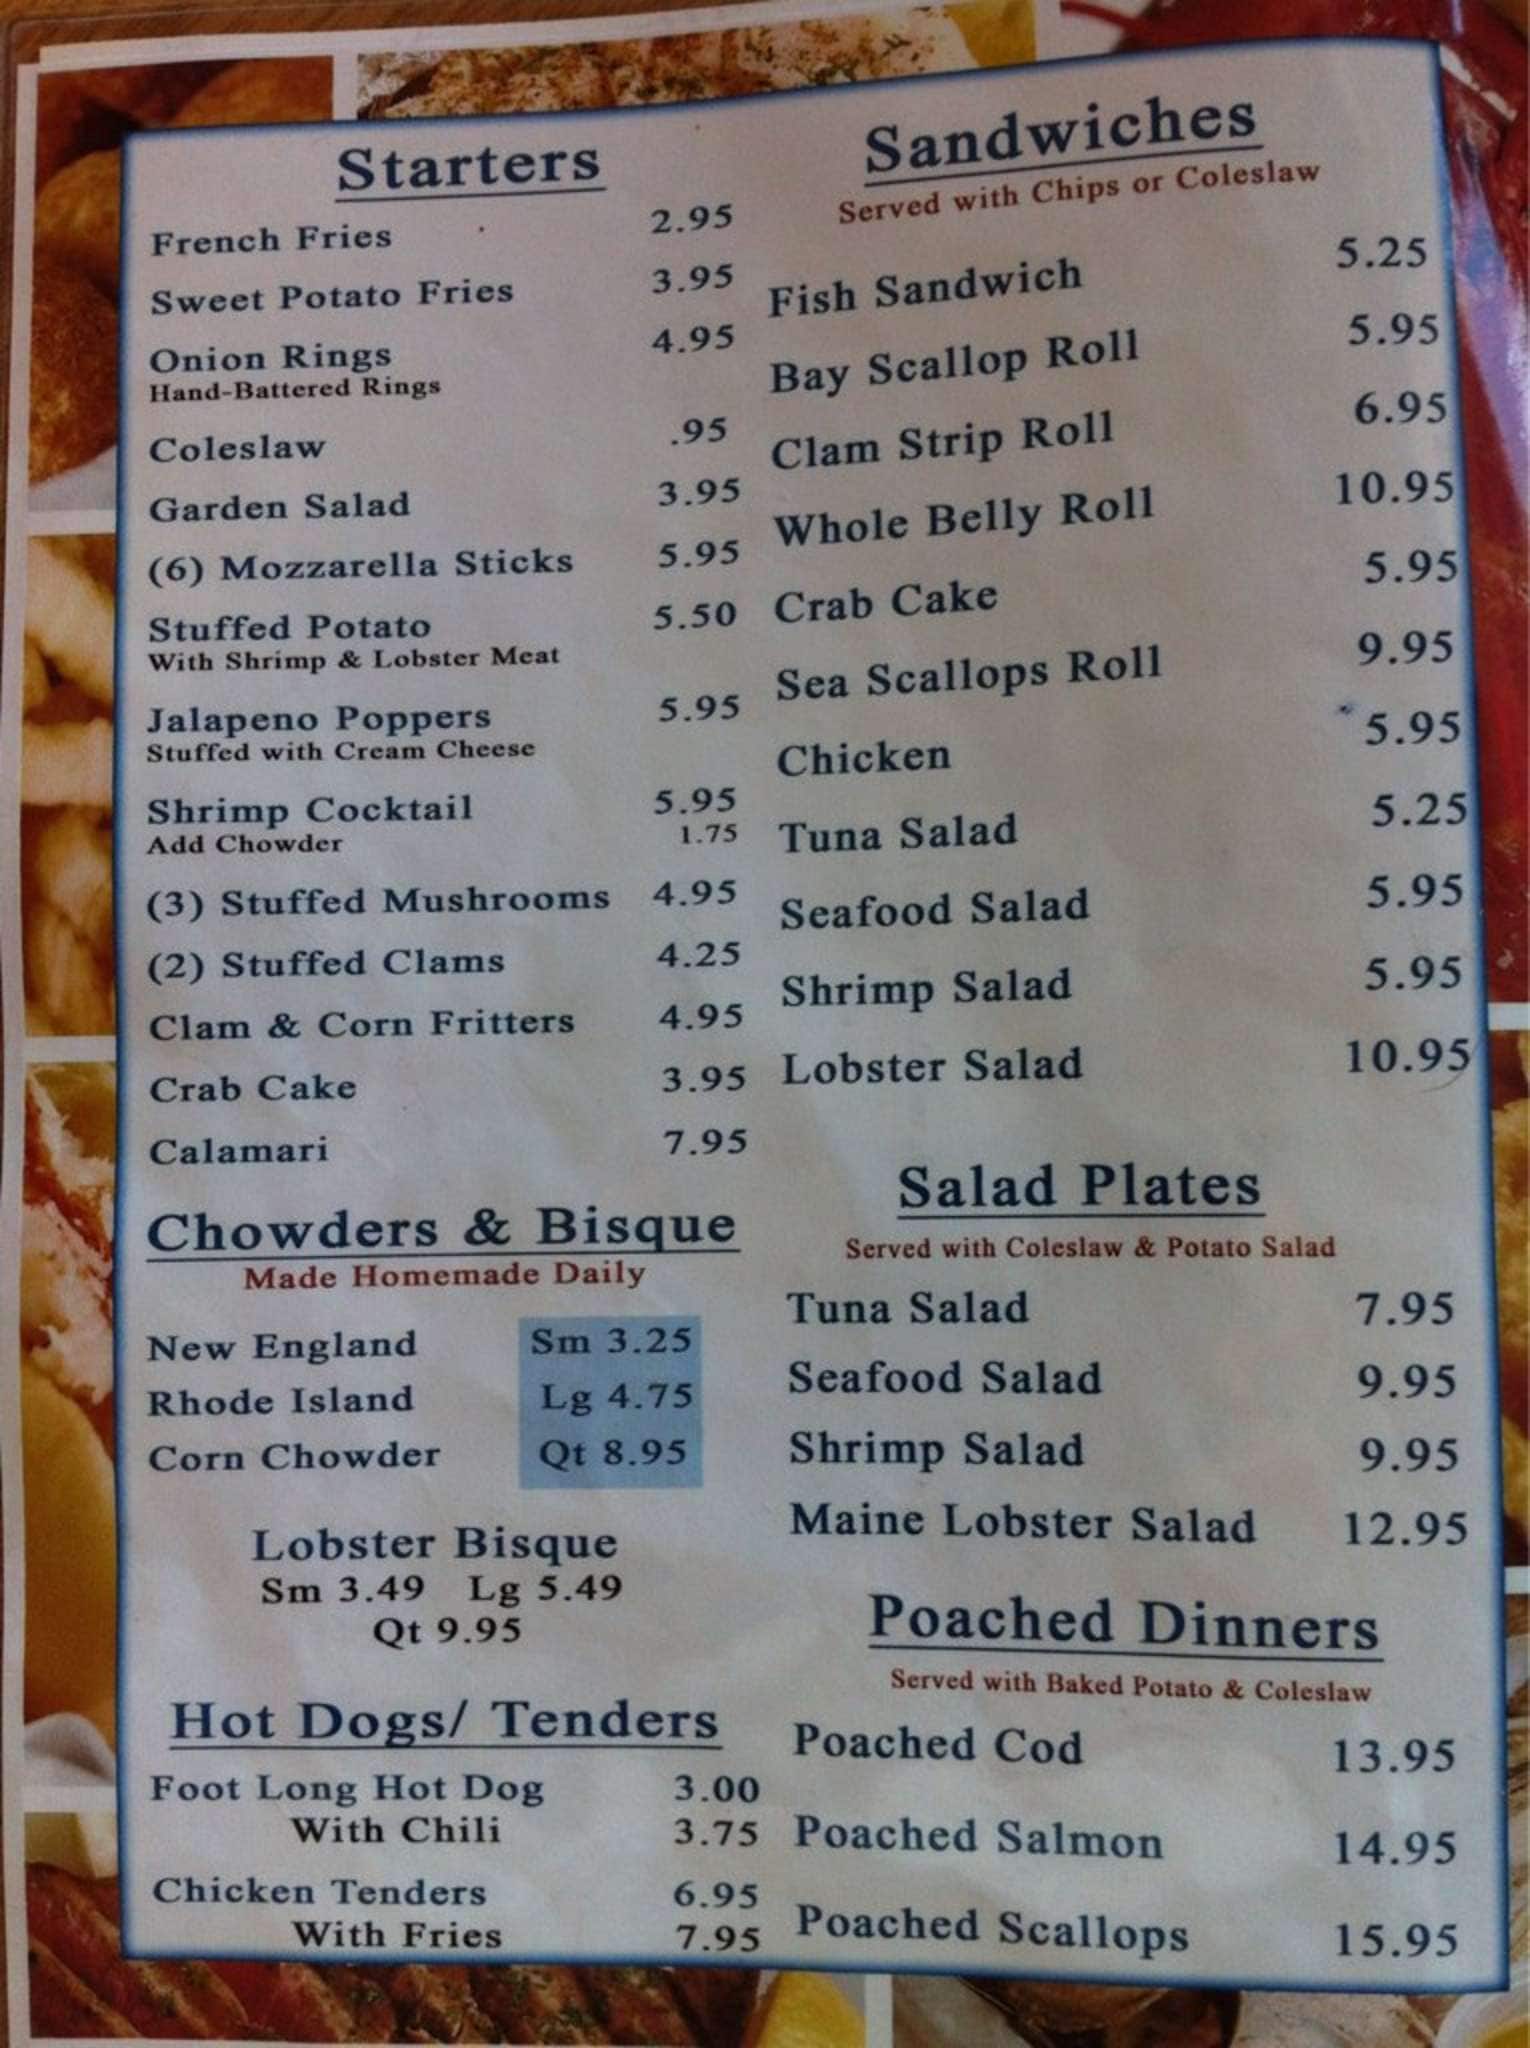 Starters
French Fries 2.95
Sweet Potato Fries 3.95
Onion Rings 4.95
Hand-Battered Rings
Coleslaw .95
Garden Salad 3.95
(6) Mozzarella Sticks 5.95
Stuffed Potato 5.50
With Shrimp & Lobster Meat
Jalapeno Poppers 5.95
Stuffed with Cream Cheese
Shrimp Cocktail 5.95
Add Chowder 1.75
(3) Stuffed Mushrooms 4.95
(2) Stuffed Clams 4.25
Clam & Corn Fritters 4.95
Crab Cake 3.95
Calamari 7.95
Chowders & Bisque
Made Homemade Daily
New England Sm 3.25
Rhode Island Lg 4.75
Corn Chowder Qt 8.95
Lobster Bisque
Sm 3.49 Lg 5.49
Qt 9.95
Hot Dogs/ Tenders
Foot Long Hot Dog 3.00
With Chili 3.75
Chicken Tenders 6.95
With Fries 7.95
Sandwiches
Served with Chips or Coleslaw
Fish Sandwich 5.25
Bay Scallop Roll 5.95
Clam Strip Roll 6.95
Whole Belly Roll 10.95
Crab Cake 5.95
Sea Scallops Roll 9.95
Chicken 5.95
Tuna Salad 5.25
Seafood Salad 5.95
Shrimp Salad 5.95
Lobster Salad 10.95
Salad Plates
Served with Coleslaw & Potato Salad
Tuna Salad 7.95
Seafood Salad 9.95
Shrimp Salad 9.95
Maine Lobster Salad 12.95
Poached Dinners
Served with Baked Potato & Coleslaw
Poached Cod 13.95
Poached Salmon 14.95
Poached Scallops 15.95